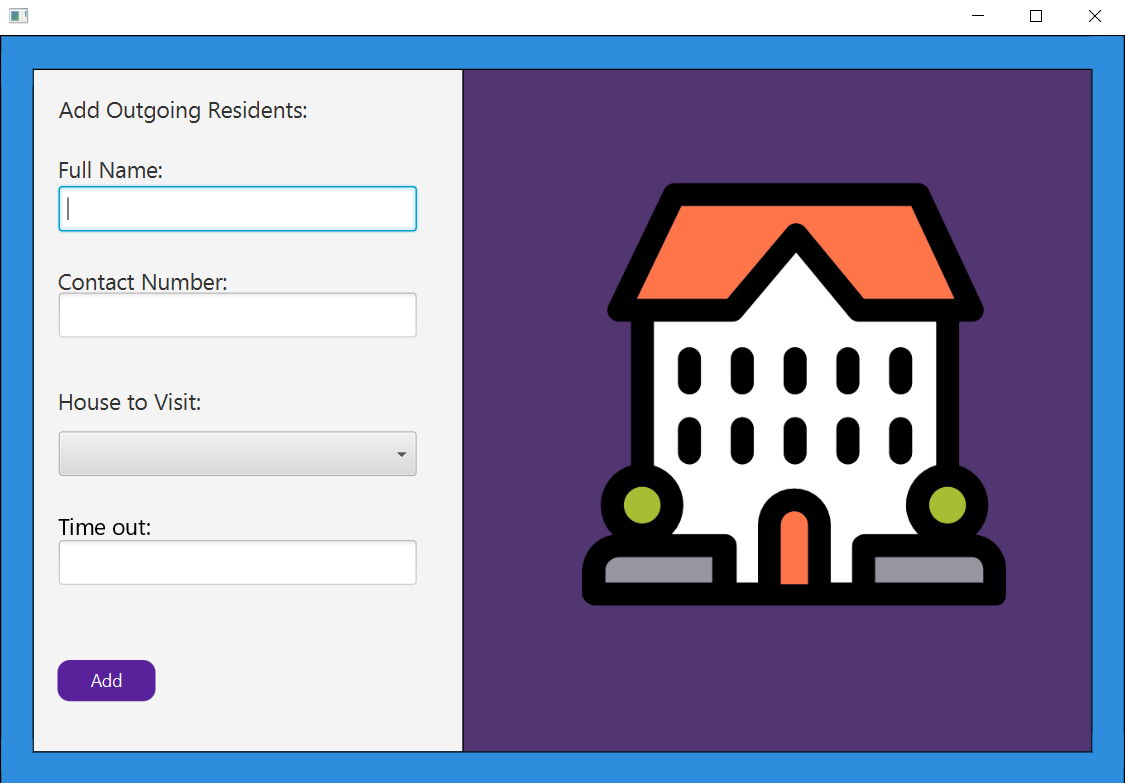 Add Outgoing Residents:
Full Name:
Contact Number:
House to Visit:
Time out:
Add